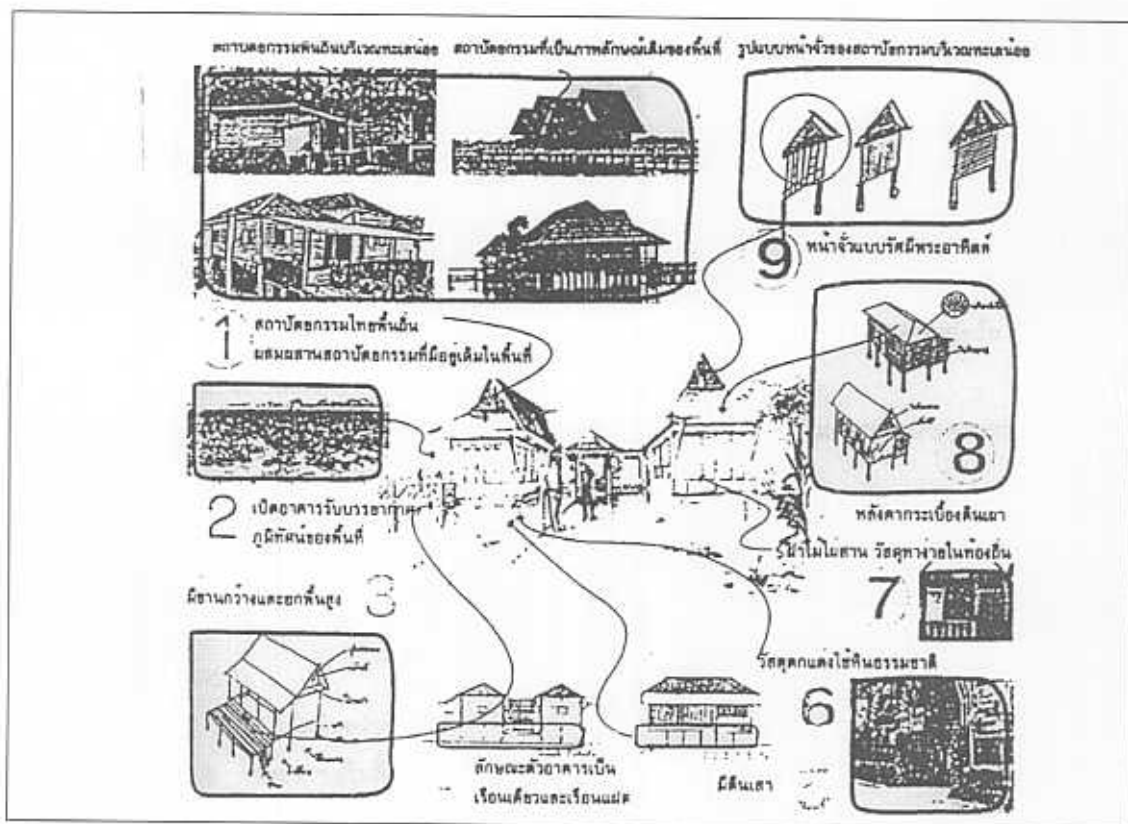 สถาปัตยกรรมพื้นถิ่นบริเวณทะเลน้อย
สถาปัตยกรรมที่เป็นภาพลักษณ์เดิมของพื้นที่
รูปแบบหน้าจั่วของสถาปัตยกรรมบริเวณทะเลน้อย
9
หน้าจั่วแบบรัศมีพระอาทิตย์
1
สถาปัตยกรรมไทยพื้นถิ่น
ผสมผสานสถาปัตยกรรมที่มีอยู่เดิมในพื้นที่
8
หลังคากระเบื้องดินเผา
2
เปิดอาคารรับบรรยากาศ
ภูมิทัศน์ของพื้นที่
ฝาไม้ไผ่สาน วัสดุหาง่ายในท้องถิ่น
7
มีชานกว้างและยกพื้นสูง
3
วัสดุตกแต่งใช้หินธรรมชาติ
6
ลักษณะตัวอาคารเป็น
เรือนเดี่ยวและเรือนแฝด
มีตีนเสา